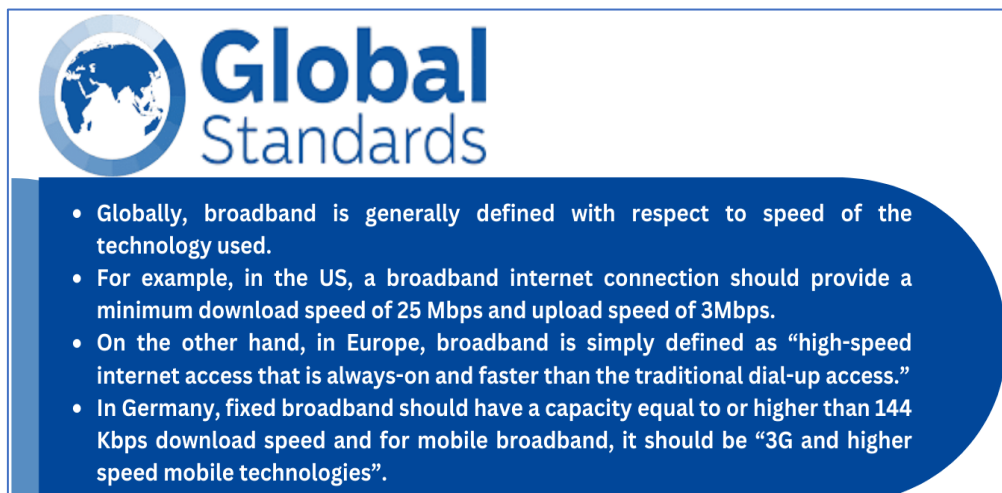 Global
Standards
• Globally, broadband is generally defined with respect to speed of the
technology used.
• For example, in the US, a broadband internet connection should provide a
minimum download speed of 25 Mbps and upload speed of 3Mbps.
• On the other hand, in Europe, broadband is simply defined as “high-speed
internet access that is always-on and faster than the traditional dial-up access.”
• In Germany, fixed broadband should have a capacity equal to or higher than 144
Kbps download speed and for mobile broadband, it should be “3G and higher
speed mobile technologies”.